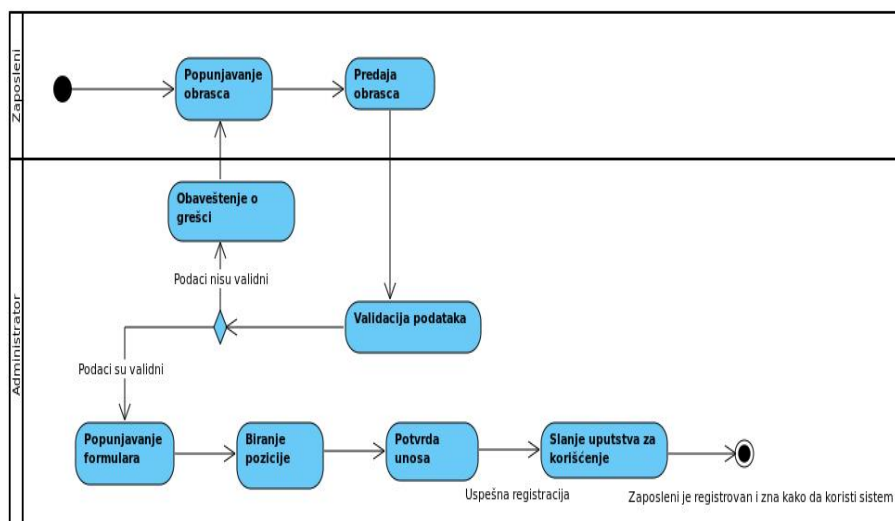 Zaposleni
Popunjavanje
obrasca
Predaja
obrasca
Administrator
Obaveštenje o
grešci
Podaci nisu validni
Validacija podataka
Podaci su validni
Popunjavanje
formulara
Biranje
pozicije
Potvrda
unosa
Slanje uputstva za
korišćenje
Uspešna registracija
Zaposleni je registrovan i zna kako da koristi sistem